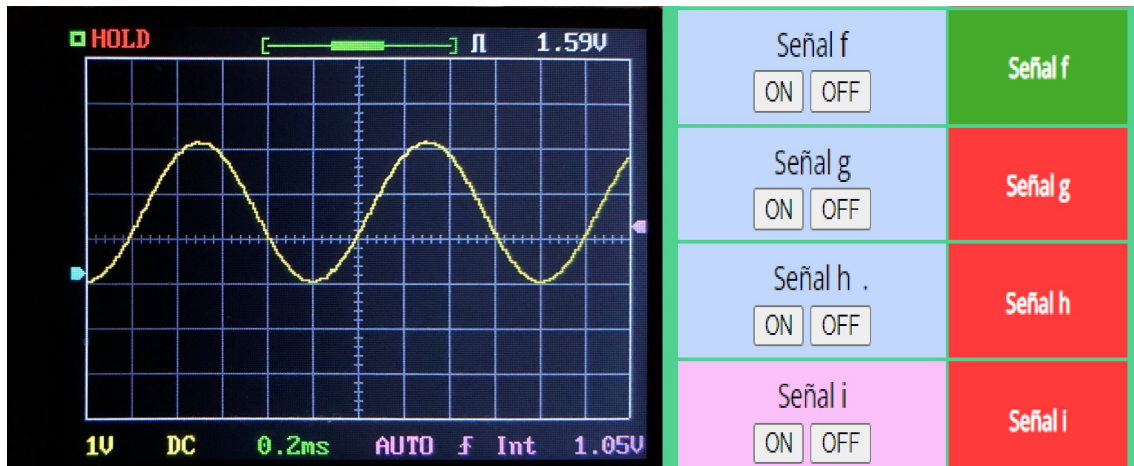 HOLD
1.59V
1V DC 0.2ms AUTO Int 1.05V
Señal f
ON OFF
Señal f
Señal g
ON OFF
Señal g
Señal h .
ON OFF
Señal h
Señal i
ON OFF
Señal i